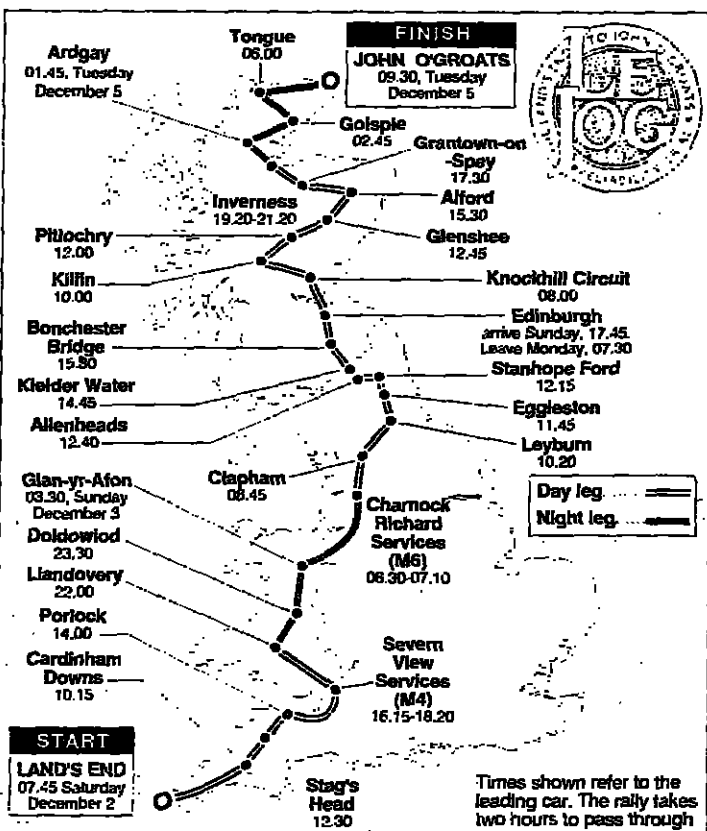 FINISH
JOHN O'GROATS
09.30, Tuesday
December 5
Tongue
06.00
Ardgay
01.45, Tuesday
December 5
Golspie
02.45
Grantown-on
-Spey
17.30
Inverness
19.20-21.20
Alford
15.30
Pitlochry
12.00
Glenshee
12.45
Killin
10.00
Knockhill Circuit
08.00
Edinburgh
arrive Sunday, 17.45.
Leave Monday, 07.30
Bonchester
Bridge
15.30
Stanhope Ford
12.15
Kielder Water
14.45
Eggleston
11.45
Allenheads
12.40
Leyburn
10.20
Clapham
08.45
Glan-yr-Afon
03.30, Sunday
December 3
Day leg
Night leg
Charnock
Richard
Services
(M6)
06.30-07.10
Doldowlod
23.30
Llandovery
22.00
Porlock
14.00
Severn
View
Services
(M4)
16.15-18.20
Cardinham
Downs
10.15
START
LAND'S END
07.45 Saturday
December 2
Stag's
Head
12.30
Times shown refer to the
leading car. The rally takes
two hours to pass through
LE
JOG